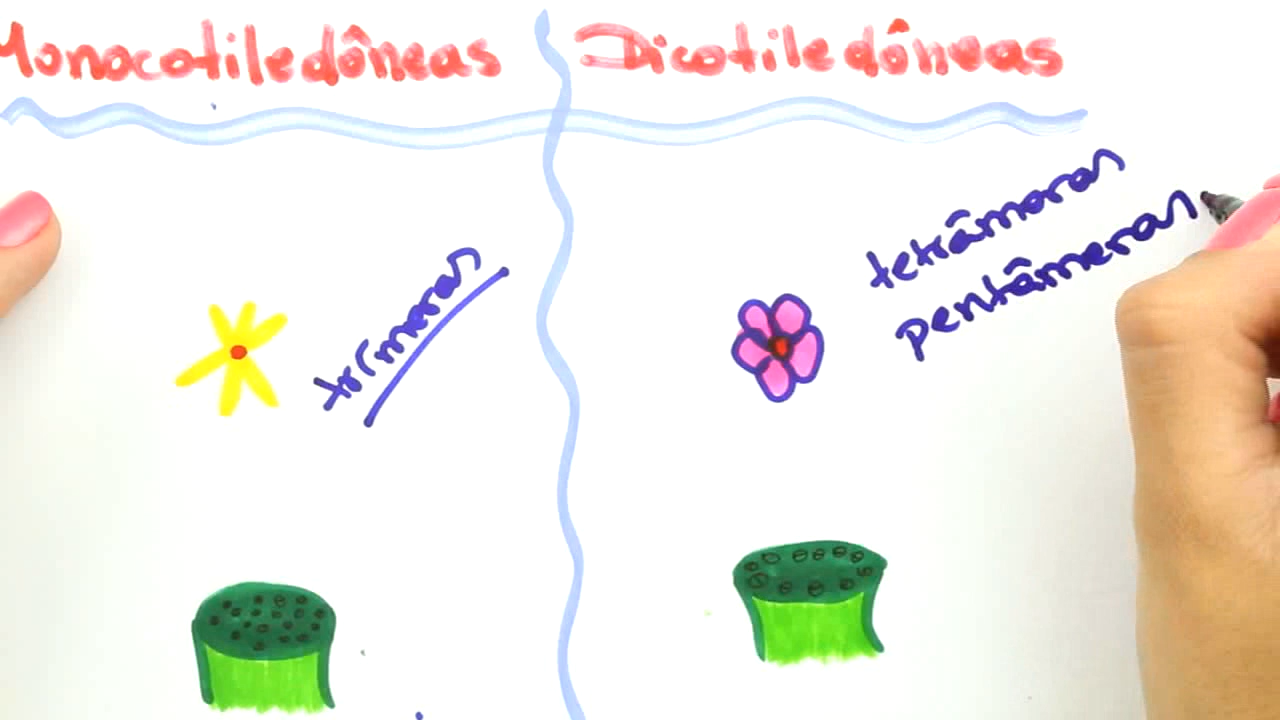 Monocotiledôneas
Dicotiledôneas
trímeras
tetrâmeras
pentâmeras